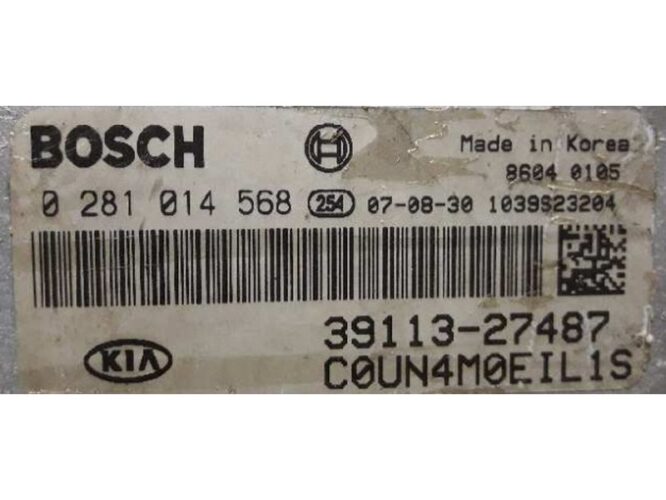 BOSCH
Made in Korea
8604 0105
0 281 014 568 254 07-08-30 1039S23204
39113-27487
KIA
C0UN4M0EIL1S